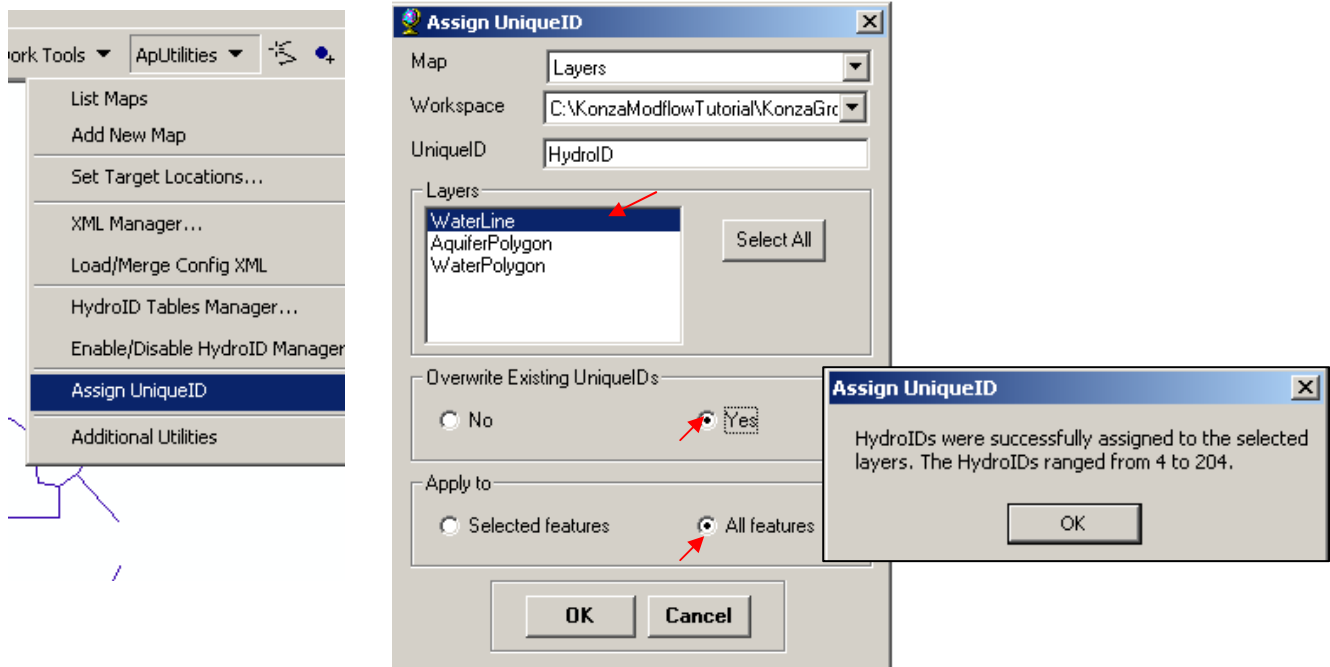 ork Tools ApUtilities
List Maps
Add New Map
Set Target Locations...
XML Manager...
Load/Merge Config XML
HydroID Tables Manager...
Enable/Disable HydroID Manager
Assign UniqueID
Additional Utilities
Assign UniqueID
Map Layers
Workspace C:\KonzaModflowTutorial\KonzaGrc
UniqueID HydroID
Layers
WaterLine
AquiferPolygon
WaterPolygon
Select All
Overwrite Existing UniqueIDs
No Yes
Apply to
Selected features All features
OK Cancel
Assign UniqueID
HydroIDs were successfully assigned to the selected
layers. The HydroIDs ranged from 4 to 204.
OK